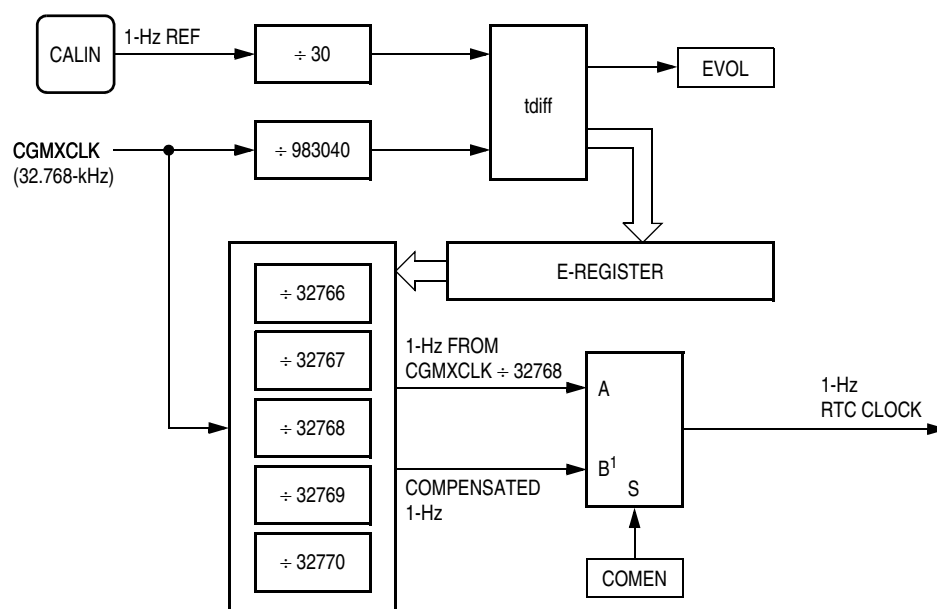 CALIN
1-Hz REF
÷ 30
tdiff
EVOL
CGMXCLK
(32.768-kHz)
÷ 983040
E-REGISTER
÷ 32766
÷ 32767
÷ 32768
÷ 32769
÷ 32770
1-Hz FROM
CGMXCLK ÷ 32768
COMPENSATED
1-Hz
A
B¹
S
COMEN
1-Hz
RTC CLOCK